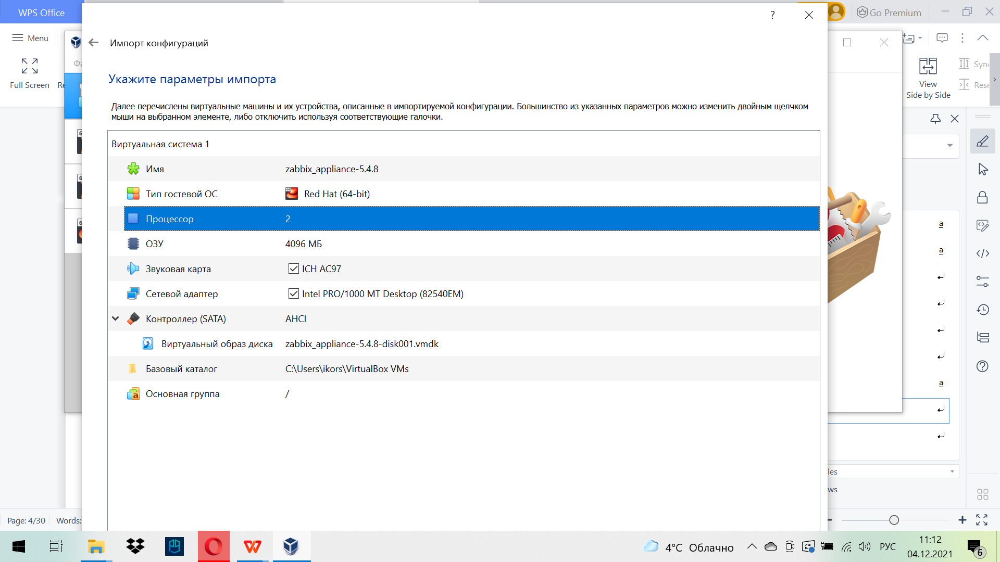 WPS Office
Go Premium
Menu
Импорт конфигураций
Full Screen
View
Side by Side
Укажите параметры импорта
Далее перечислены виртуальные машины и их устройства, описанные в импортируемой конфигурации. Большинство из указанных параметров можно изменить двойным щелчком
мыши на выбранном элементе, либо отключить используя соответствующие галочки.
Виртуальная система 1
Имя zabbix_appliance-5.4.8
Тип гостевой ОС Red Hat (64-bit)
Процессор 2
ОЗУ 4096 МБ
Звуковая карта ICH AC97
Сетевой адаптер Intel PRO/1000 MT Desktop (82540EM)
Контроллер (SATA) AHCI
Виртуальный образ диска zabbix_appliance-5.4.8-disk001.vmdk
Базовый каталог C:\Users\ikors\VirtualBox VMs
Основная группа /
a
a
a
Page: 4/30 Words:
4°C Облачно
РУС
11:12
04.12.2021
6